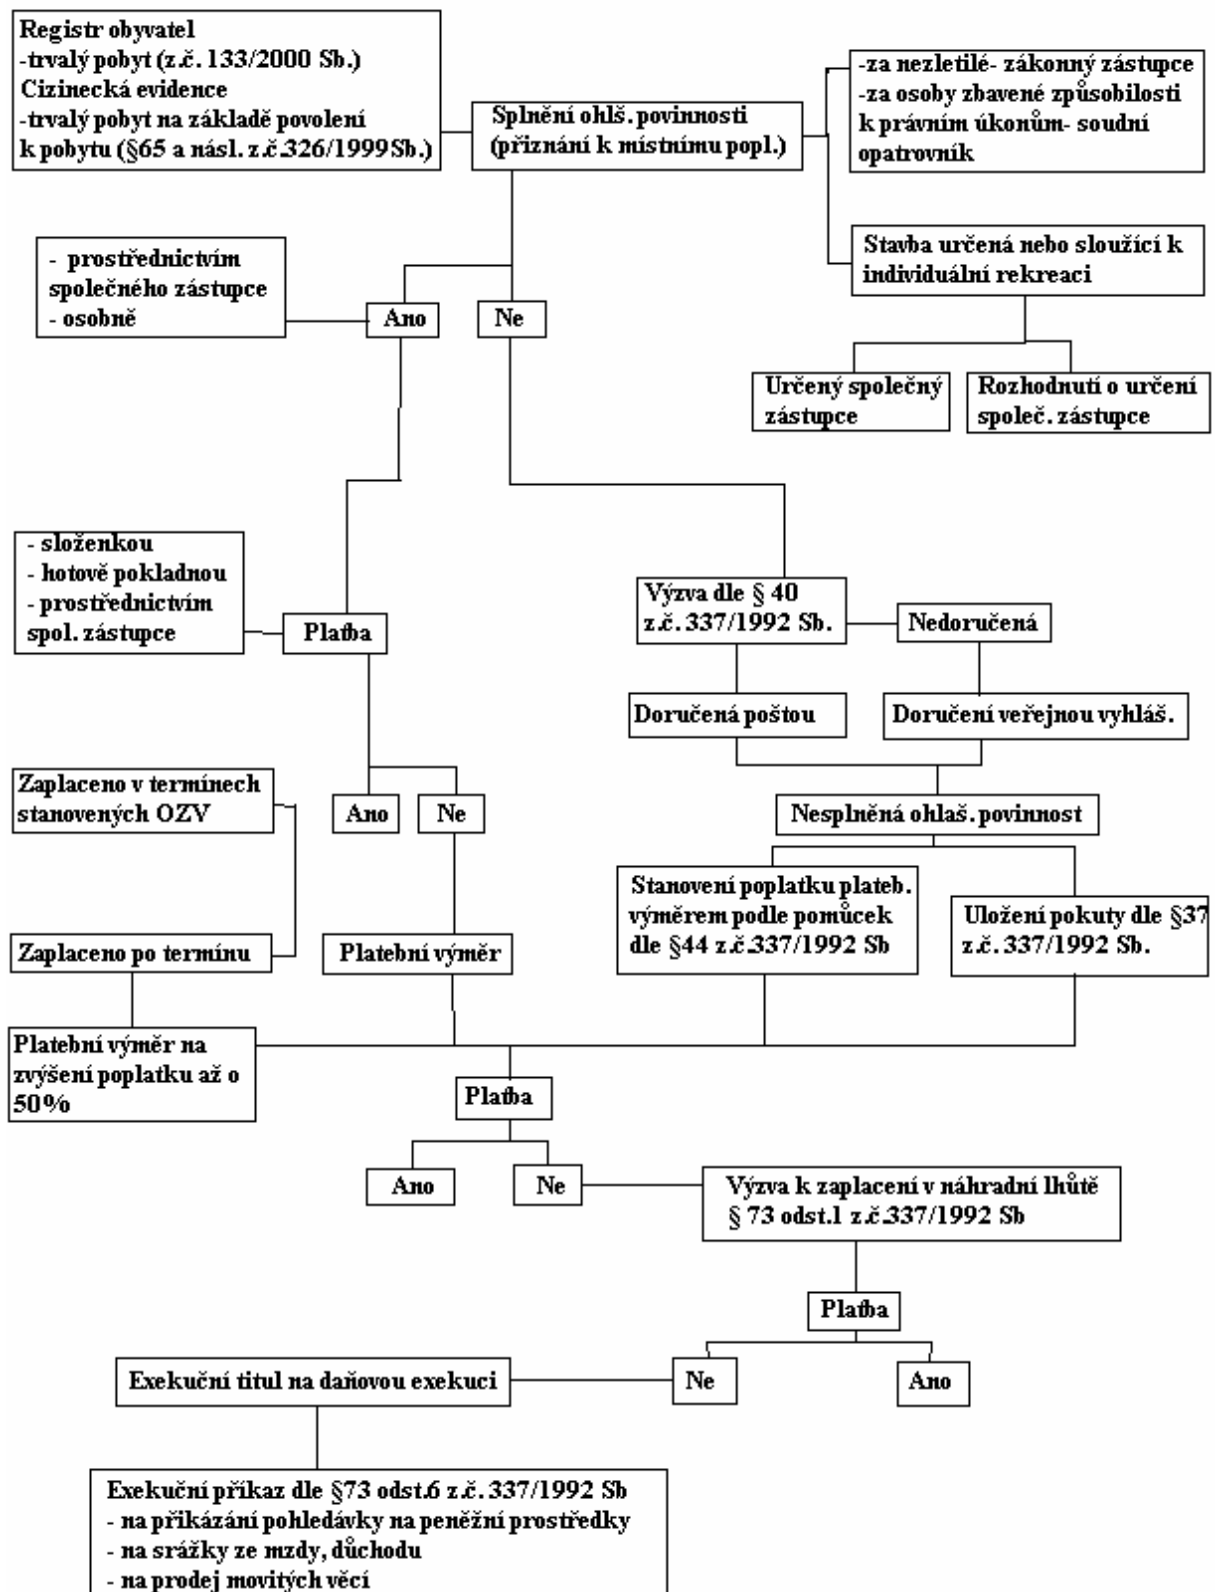 Registr obyvatel
-trvalý pobyt (z.č. 133/2000 Sb.)
Cizinecká evidence
-trvalý pobyt na základě povolení
k pobytu (§65 a násl. z.č.326/1999Sb.)
Splnění ohlš. povinnosti
(přiznání k místnímu popl.)
-za nezletilé- zákonný zástupce
-za osoby zbavené způsobilosti
k právním úkonům- soudní
opatrovník
- prostřednictvím
společného zástupce
- osobně
Ano
Ne
Stavba určená nebo sloužící k
individuální rekreaci
Určený společný
zástupce
Rozhodnutí o určení
společ. zástupce
- složenkou
- hotově pokladnou
- prostřednictvím
spol. zástupce
Platba
Výzva dle § 40
z.č. 337/1992 Sb.
Nedoručená
Doručená poštou
Doručení veřejnou vyhláš.
Zaplaceno v termínech
stanovených OZV
Ano
Ne
Nesplněná ohlaš. povinnost
Stanovení poplatku plateb.
výměrem podle pomůcek
dle §44 z.č.337/1992 Sb
Uložení pokuty dle §37
z.č. 337/1992 Sb.
Zaplaceno po termínu
Platební výměr
Platební výměr na
zvýšení poplatku až o
50%
Platba
Ano
Ne
Výzva k zaplacení v náhradní lhůtě
§ 73 odst.1 z.č.337/1992 Sb
Platba
Exekuční titul na daňovou exekuci
Ne
Ano
Exekuční příkaz dle §73 odst.6 z.č. 337/1992 Sb
- na přikázání pohledávky na peněžní prostředky
- na srážky ze mzdy, důchodu
- na prodej movitých věcí